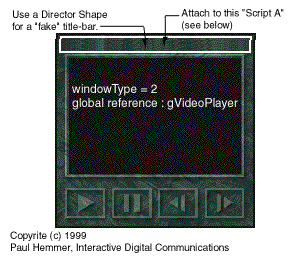 Use a Director Shape
for a "fake" title-bar.
Attach to this "Script A"
(see below)
windowType = 2
global reference : gVideoPlayer
Copyrite (c) 1999
Paul Hemmer, Interactive Digital Communications